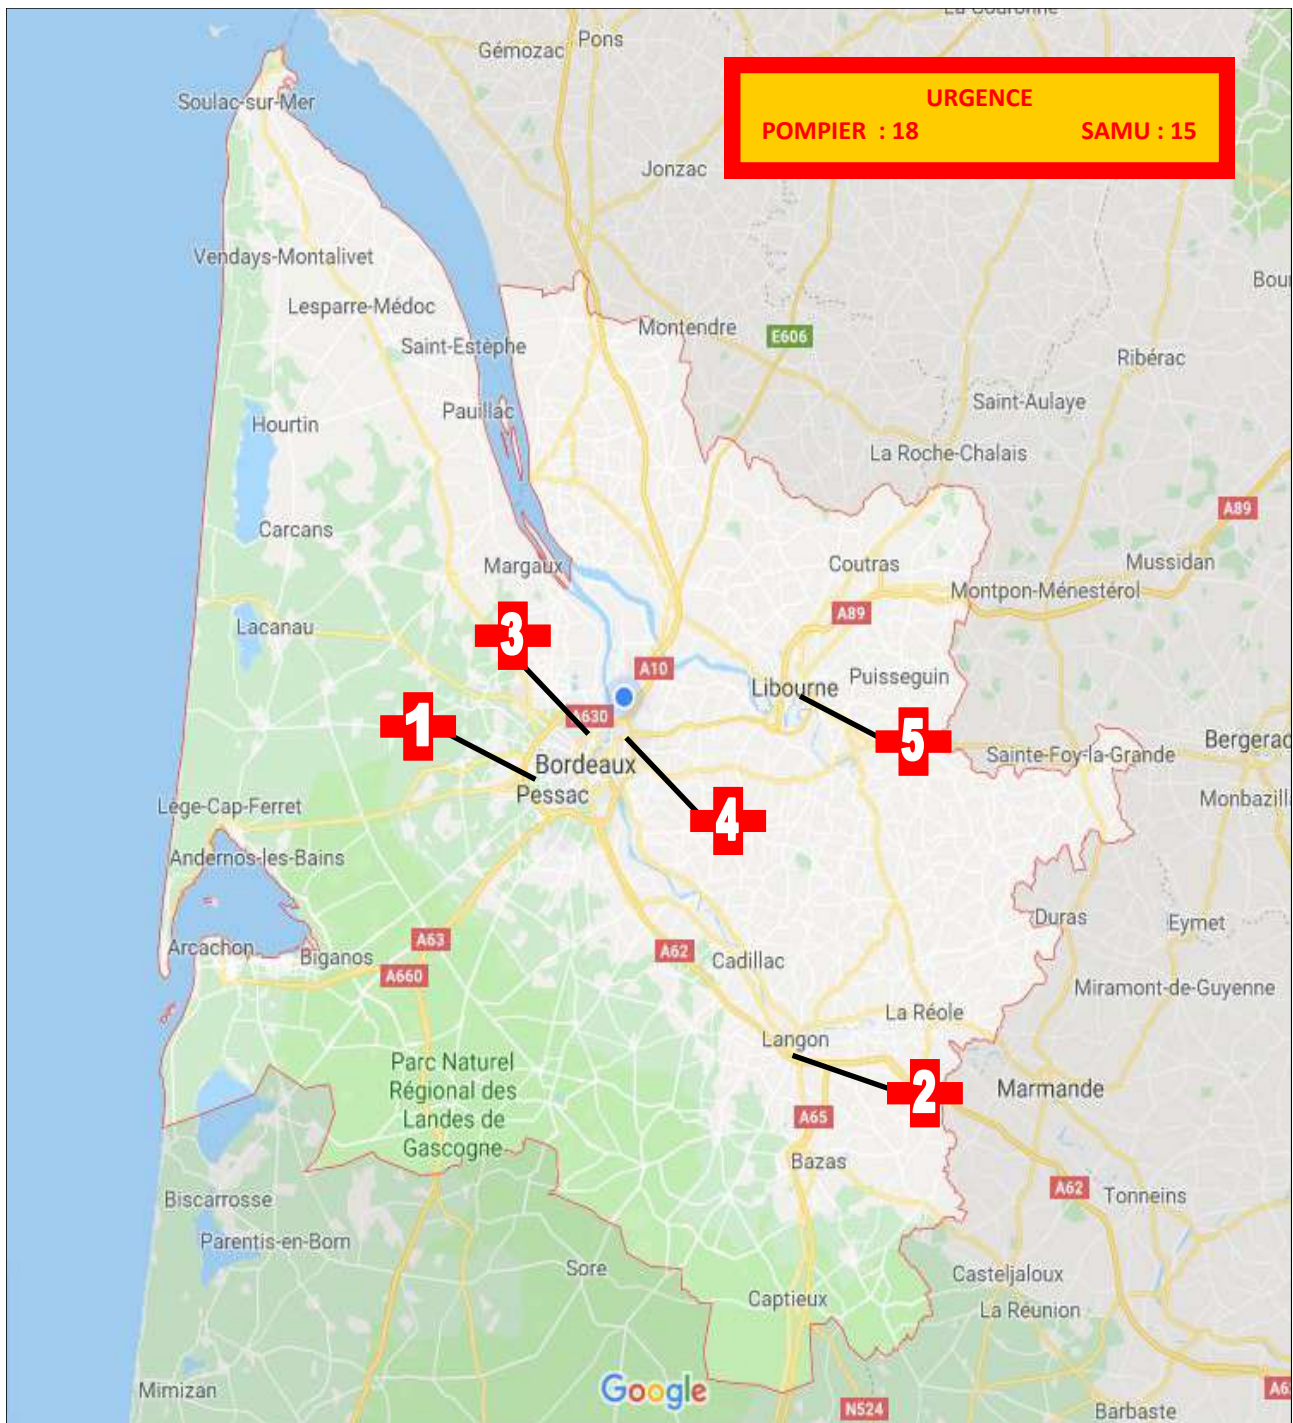 La Couronne
Pons
Gémozac
URGENCE
POMPIER : 18 SAMU : 15
Soulac-sur-Mer
Jonzac
Vendays-Montalivet
Bour
Lesparre-Médoc
Montendre
E606
Saint-Estèphe
Ribérac
Saint-Aulaye
Pauillac
Hourtin
La Roche-Chalais
A89
Carcans
Margaux
Coutras
Mussidan
Montpon-Ménestérol
A89
Lacanau
3
A10
Puisseguin
Libourne
A630
1
5
Bergerac
Sainte-Foy-la-Grande
Bordeaux
Pessac
Monbazill
Lège-Cap-Ferret
4
Andernos-les-Bains
Duras
Eymet
A63
Arcachon
Biganos
A62
Cadillac
A660
Miramont-de-Guyenne
La Réole
Langon
Parc Naturel
Régional des
Landes de
Gascogne
2
Marmande
A65
Bazas
A62
Tonneins
Biscarrosse
Parentis-en-Born
Sore
Casteljaloux
Captieux
La Réunion
Mimizan
Google
A62
N524
Barbaste